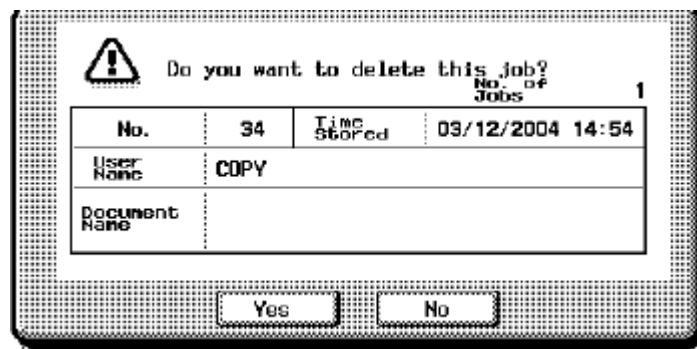 Do you want to delete this job?
No. of
Jobs 1
No. 34 Time Stored 03/12/2004 14:54
User Name COPY
Document Name
Yes No